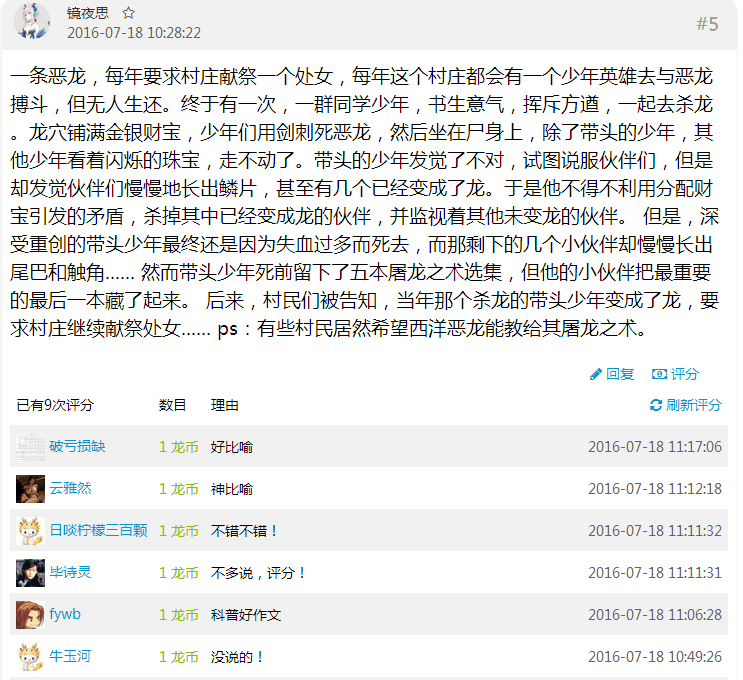 镜夜思 ☆
2016-07-18 10:28:22
#5
一条恶龙，每年要求村庄献祭一个处女，每年这个村庄都会有一个少年英雄去与恶龙
搏斗，但无人生还。终于有一次，一群同学少年，书生意气，挥斥方遒，一起去杀龙
。龙穴铺满金银财宝，少年们用剑刺死恶龙，然后坐在尸身上，除了带头的少年，其
他少年看着闪烁的珠宝，走不动了。带头的少年发觉了不对，试图说服伙伴们，但是
却发觉伙伴们慢慢地长出鳞片，甚至有几个已经变成了龙。于是他不得不利用分配财
宝引发的矛盾，杀掉其中已经变成龙的伙伴，并监视着其他未变龙的伙伴。 但是，深
受重创的带头少年最终还是因为失血过多而死去，而那剩下的几个小伙伴却慢慢长出
尾巴和触角...... 然而带头少年死前留下了五本屠龙之术选集，但他的小伙伴把最重要
的最后一本藏了起来。 后来，村民们被告知，当年那个杀龙的带头少年变成了龙，要
求村庄继续献祭处女...... ps：有些村民居然希望西洋恶龙能教给其屠龙之术。
回复 评分
已有9次评分 数目 理由 刷新评分
破亏损缺 1 龙币 好比喻 2016-07-18 11:17:06
云雅然 1 龙币 神比喻 2016-07-18 11:12:18
日啖柠檬三百颗 1 龙币 不错不错！ 2016-07-18 11:11:32
毕诗灵 1 龙币 不多说，评分！ 2016-07-18 11:11:31
fywb 1 龙币 科普好作文 2016-07-18 11:06:28
牛玉河 1 龙币 没说的！ 2016-07-18 10:49:26